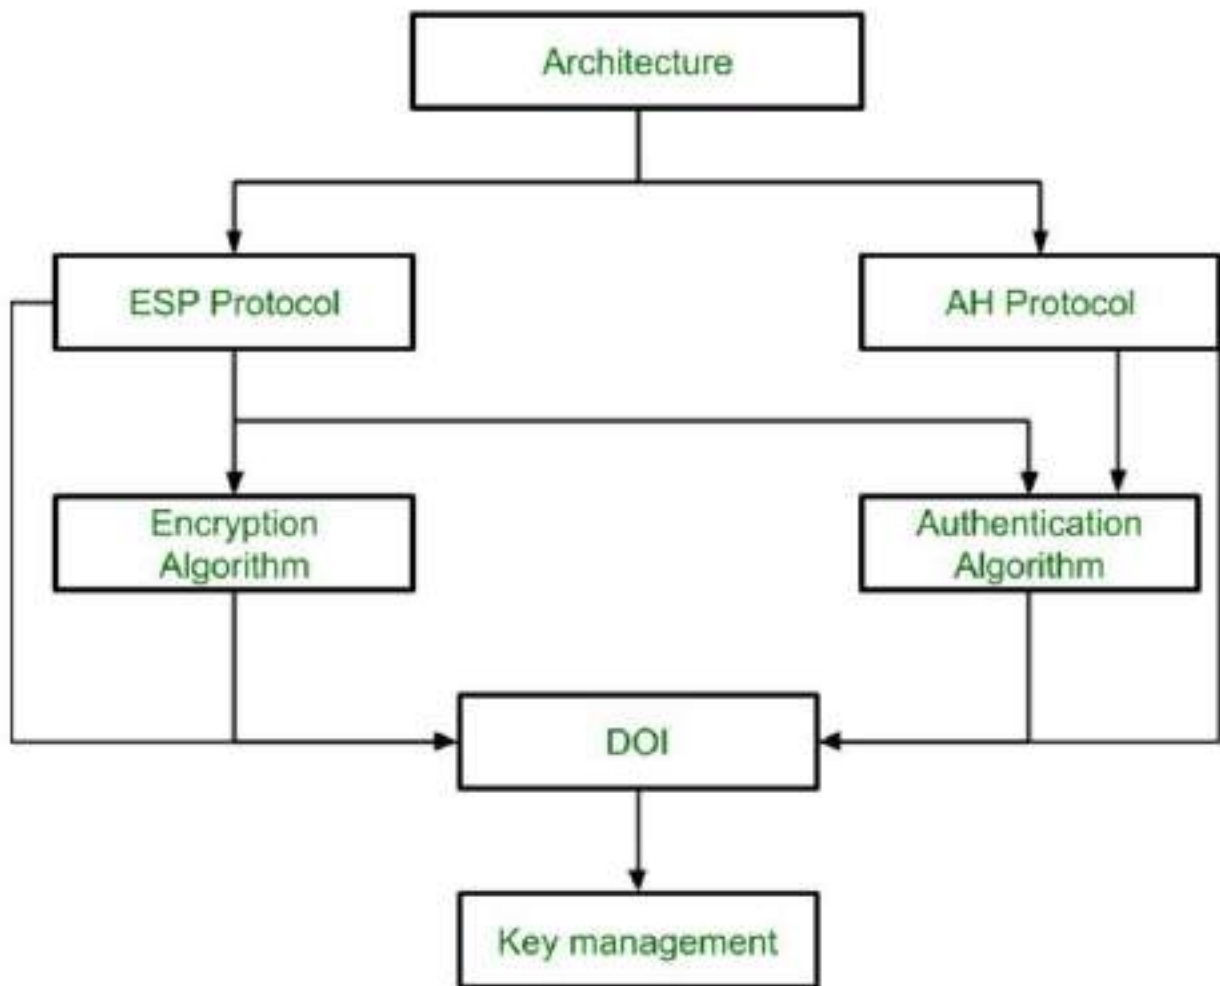 Architecture
ESP Protocol
AH Protocol
Encryption
Algorithm
Authentication
Algorithm
DOI
Key management